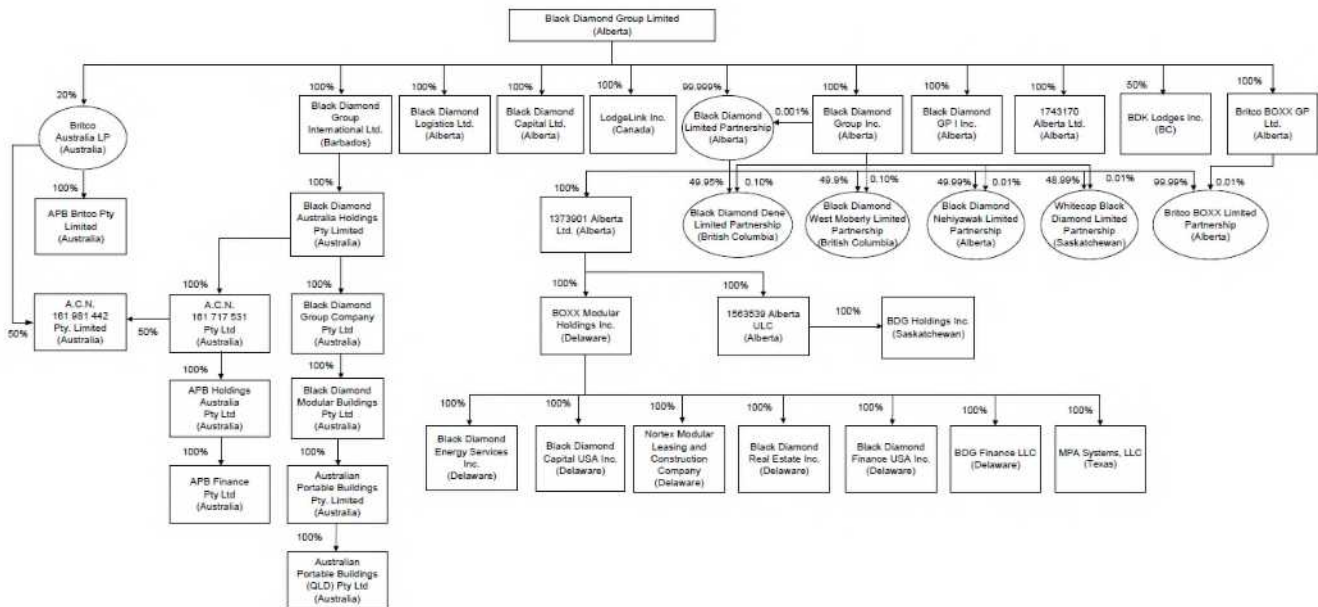 Black Diamond Group Limited
(Alberta)
20%
100%
100%
100%
100%
99.999%
100%
100%
100%
50%
100%
Britco
Australia LP
(Australia)
Black Diamond
Group
International Ltd.
(Barbados)
Black Diamond
Logistics Ltd.
(Alberta)
Black Diamond
Capital Ltd.
(Alberta)
LodgeLink Inc.
(Canada)
Black Diamond
Limited Partnership
(Alberta)
0.001%
Black Diamond
Group Inc.
(Alberta)
Black Diamond
GP I Inc.
(Alberta)
1743170
Alberta Ltd.
(Alberta)
BDK Lodges Inc.
(BC)
Britco BOXX GP
Ltd.
(Alberta)
100%
100%
100%
49.95%
0.10%
49.9%
0.10%
49.99%
0.01%
48.99%
0.01%
99.99%
0.01%
APB Britco Pty
Limited
(Australia)
Black Diamond
Australia Holdings
Pty Limited
(Australia)
1373901 Alberta
Ltd. (Alberta)
Black Diamond Dene
Limited Partnership
(British Columbia)
Black Diamond
West Moberly Limited
Partnership
(British Columbia)
Black Diamond
Nehiyawak Limited
Partnership
(Alberta)
Whitecap Black
Diamond Limited
Partnership
(Saskatchewan)
Britco BOXX Limited
Partnership
(Alberta)
100%
100%
100%
100%
50%
A.C.N.
161 981 442
Pty. Limited
(Australia)
50%
A.C.N.
161 717 531
Pty Ltd
(Australia)
Black Diamond
Group Company
Pty Ltd
(Australia)
BOXX Modular
Holdings Inc.
(Delaware)
1563539 Alberta
ULC
(Alberta)
100%
BDG Holdings Inc.
(Saskatchewan)
100%
100%
APB Holdings
Australia
Pty Ltd
(Australia)
Black Diamond
Modular Buildings
Pty Ltd
(Australia)
100%
100%
100%
100%
100%
100%
100%
Black Diamond
Energy Services
Inc.
(Delaware)
Black Diamond
Capital USA Inc.
(Delaware)
Nortex Modular
Leasing and
Construction
Company
(Delaware)
Black Diamond
Real Estate Inc.
(Delaware)
Black Diamond
Finance USA Inc.
(Delaware)
BDG Finance LLC
(Delaware)
MPA Systems, LLC
(Texas)
100%
100%
APB Finance
Pty Ltd
(Australia)
Australian
Portable Buildings
Pty. Limited
(Australia)
100%
Australian
Portable Buildings
(QLD) Pty Ltd
(Australia)